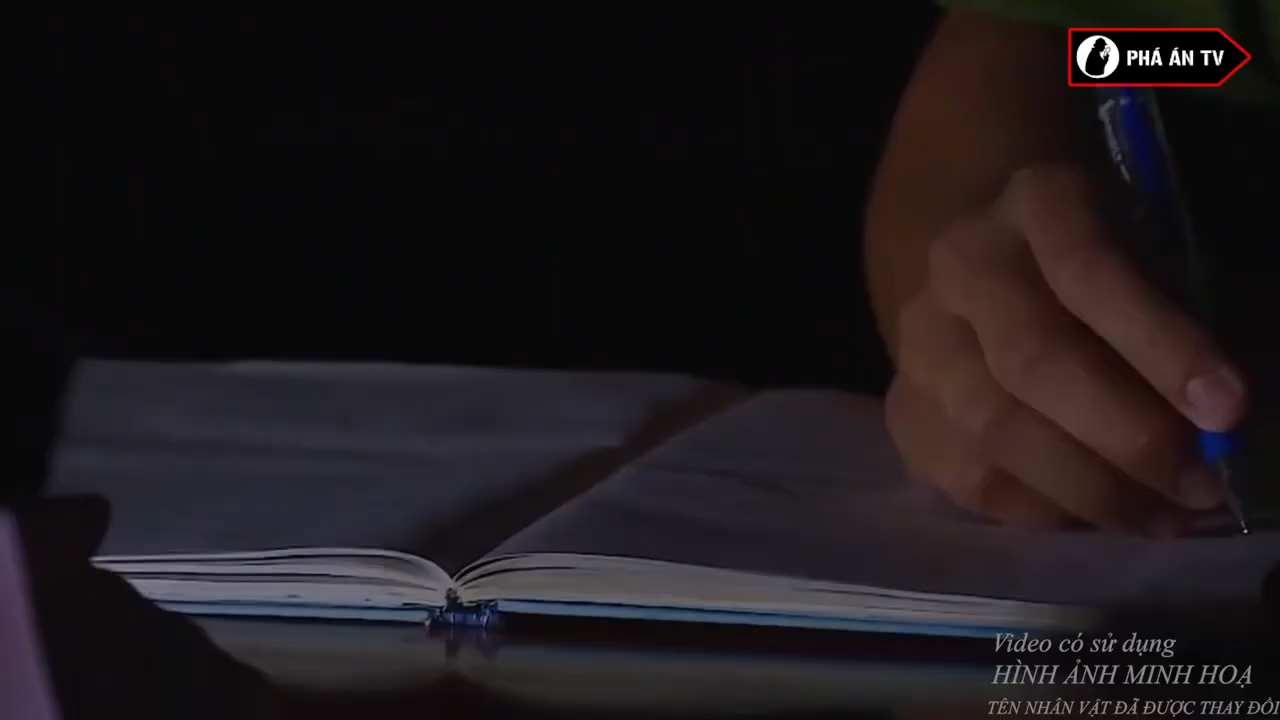 PHÁ ÁN TV
Video có sử dụng
HÌNH ẢNH MINH HOẠ
TÊN NHÂN VẬT ĐÃ ĐƯỢC THAY ĐỔI